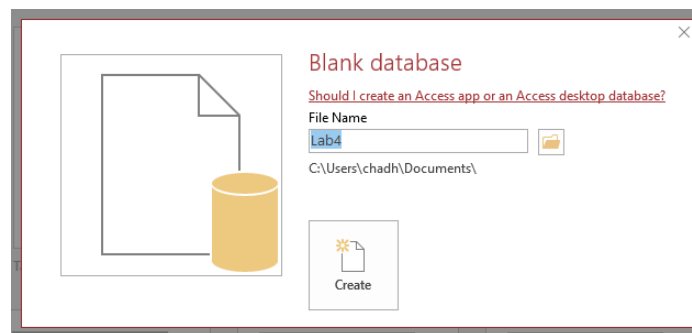 Blank database
Should I create an Access app or an Access desktop database?
File Name
Lab4
C:\Users\chadh\Documents\
Create